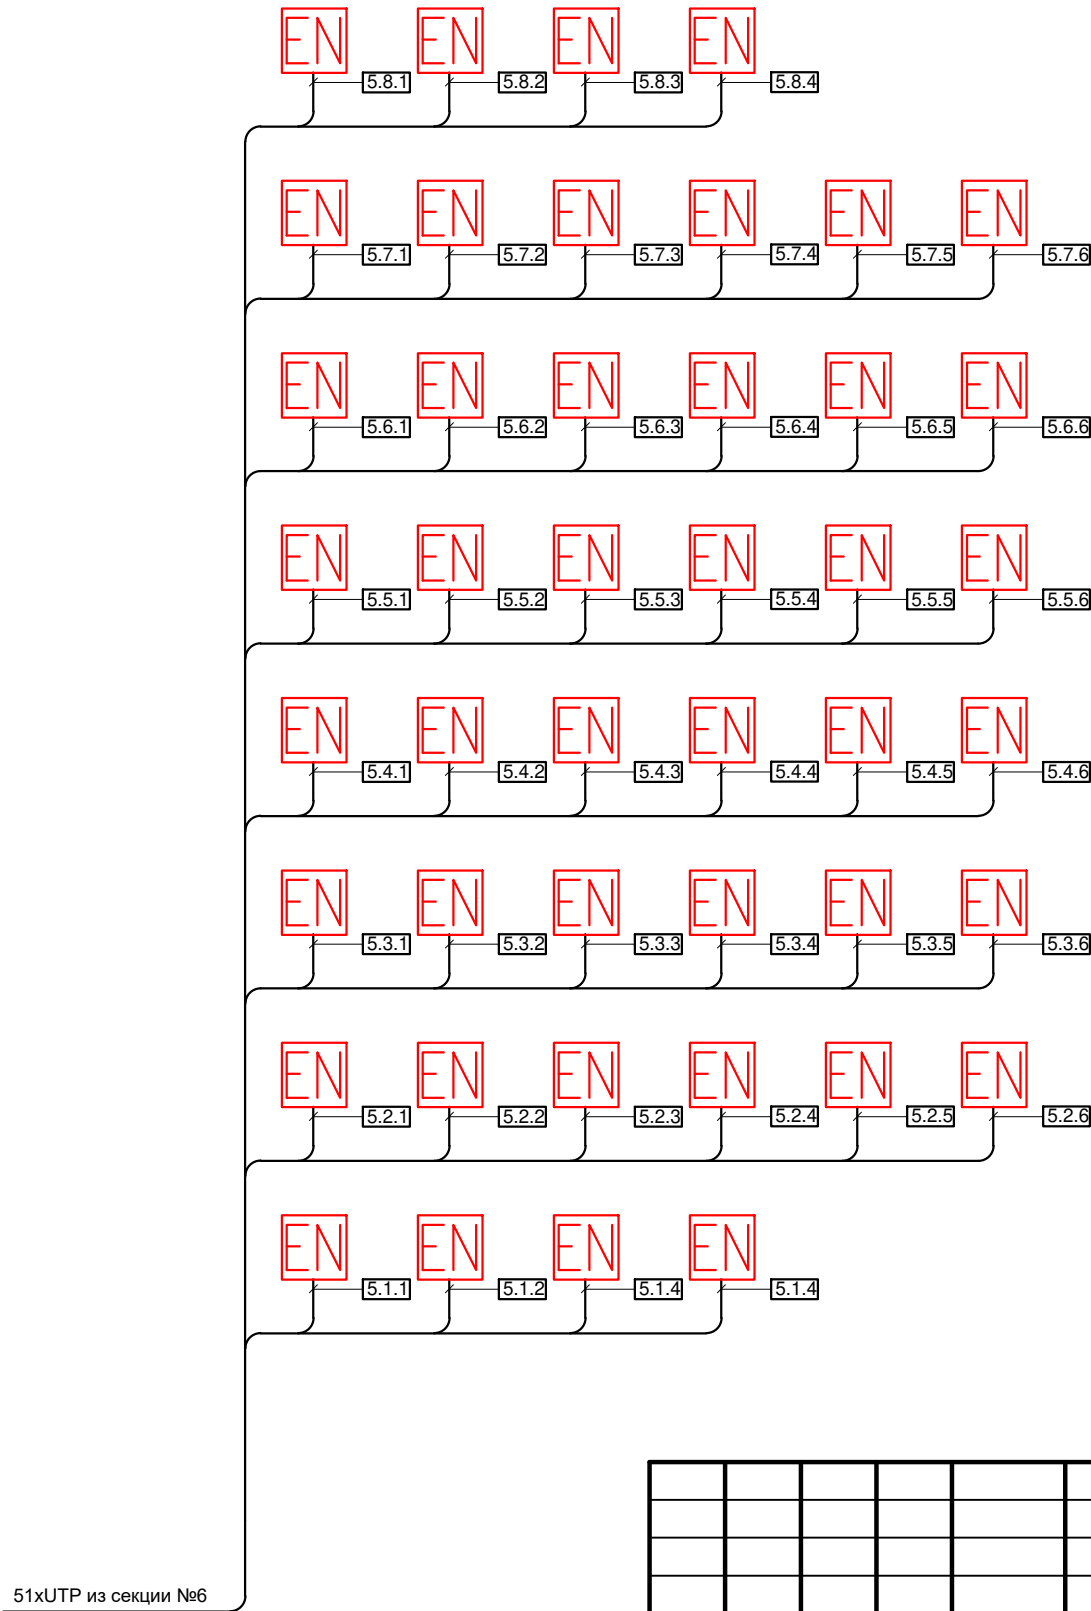 EN EN EN EN
5.8.1 5.8.2 5.8.3 5.8.4
EN EN EN EN EN EN
5.7.1 5.7.2 5.7.3 5.7.4 5.7.5 5.7.6
EN EN EN EN EN EN
5.6.1 5.6.2 5.6.3 5.6.4 5.6.5 5.6.6
EN EN EN EN EN EN
5.5.1 5.5.2 5.5.3 5.5.4 5.5.5 5.5.6
EN EN EN EN EN EN
5.4.1 5.4.2 5.4.3 5.4.4 5.4.5 5.4.6
EN EN EN EN EN EN
5.3.1 5.3.2 5.3.3 5.3.4 5.3.5 5.3.6
EN EN EN EN EN EN
5.2.1 5.2.2 5.2.3 5.2.4 5.2.5 5.2.6
EN EN EN EN
5.1.1 5.1.2 5.1.4 5.1.4
51xUTP из секции №6